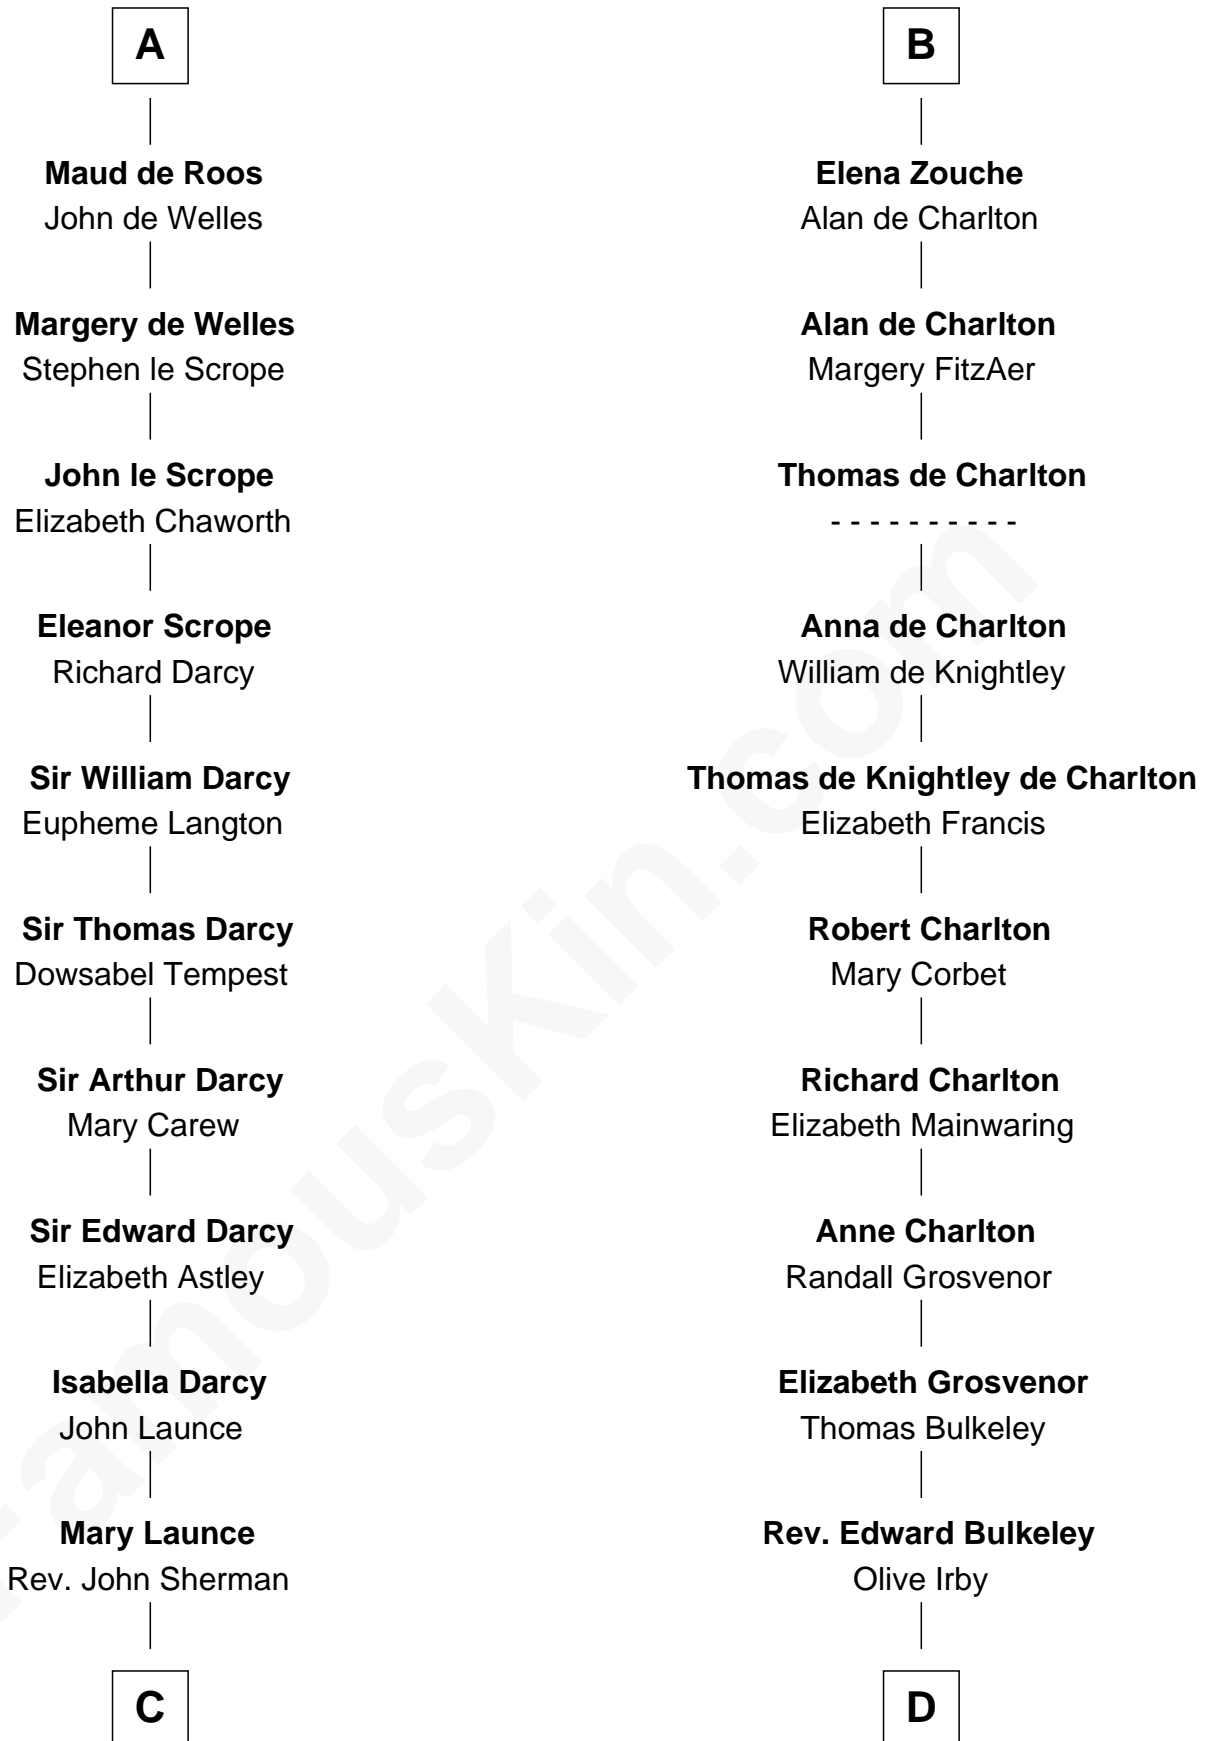 A
Maud de Roos
John de Welles
Margery de Welles
Stephen le Scrope
John le Scrope
Elizabeth Chaworth
Eleanor Scrope
Richard Darcy
Sir William Darcy
Eupheme Langton
Sir Thomas Darcy
Dowsabel Tempest
Sir Arthur Darcy
Mary Carew
Sir Edward Darcy
Elizabeth Astley
Isabella Darcy
John Launce
Mary Launce
Rev. John Sherman
C
B
Elena Zouche
Alan de Charlton
Alan de Charlton
Margery FitzAer
Thomas de Charlton
- - - - - - - - - -
Anna de Charlton
William de Knightley
Thomas de Knightley de Charlton
Elizabeth Francis
Robert Charlton
Mary Corbet
Richard Charlton
Elizabeth Mainwaring
Anne Charlton
Randall Grosvenor
Elizabeth Grosvenor
Thomas Bulkeley
Rev. Edward Bulkeley
Olive Irby
D
FamousKin.com